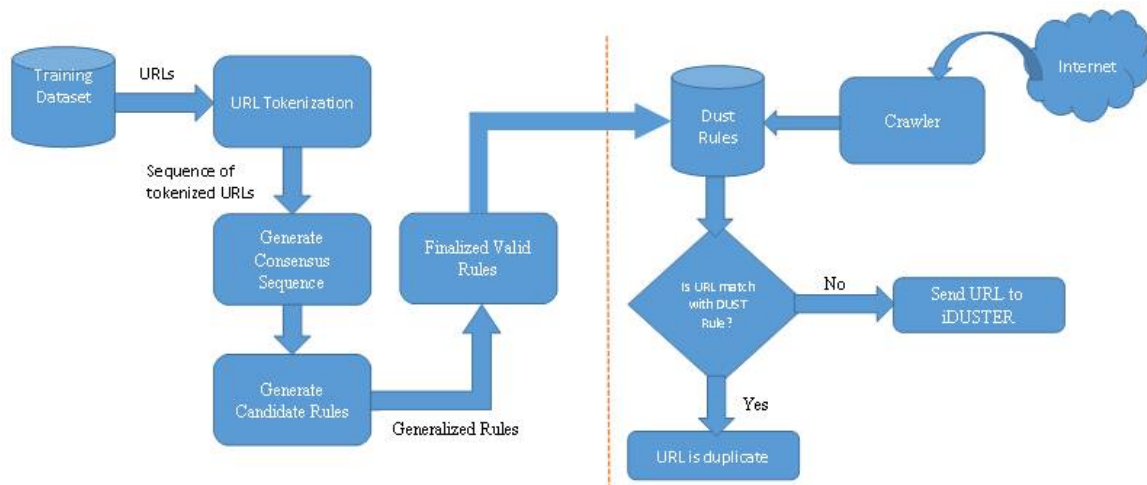 Training
Dataset
URLs
URL Tokenization
Sequence of
tokenized URLs
Generate
Consensus
Sequence
Generate
Candidate Rules
Generalized Rules
Finalized Valid
Rules
Dust
Rules
Crawler
Internet
Is URL match
with DUST
Rule?
No
Send URL to
iDUSTER
Yes
URL is duplicate